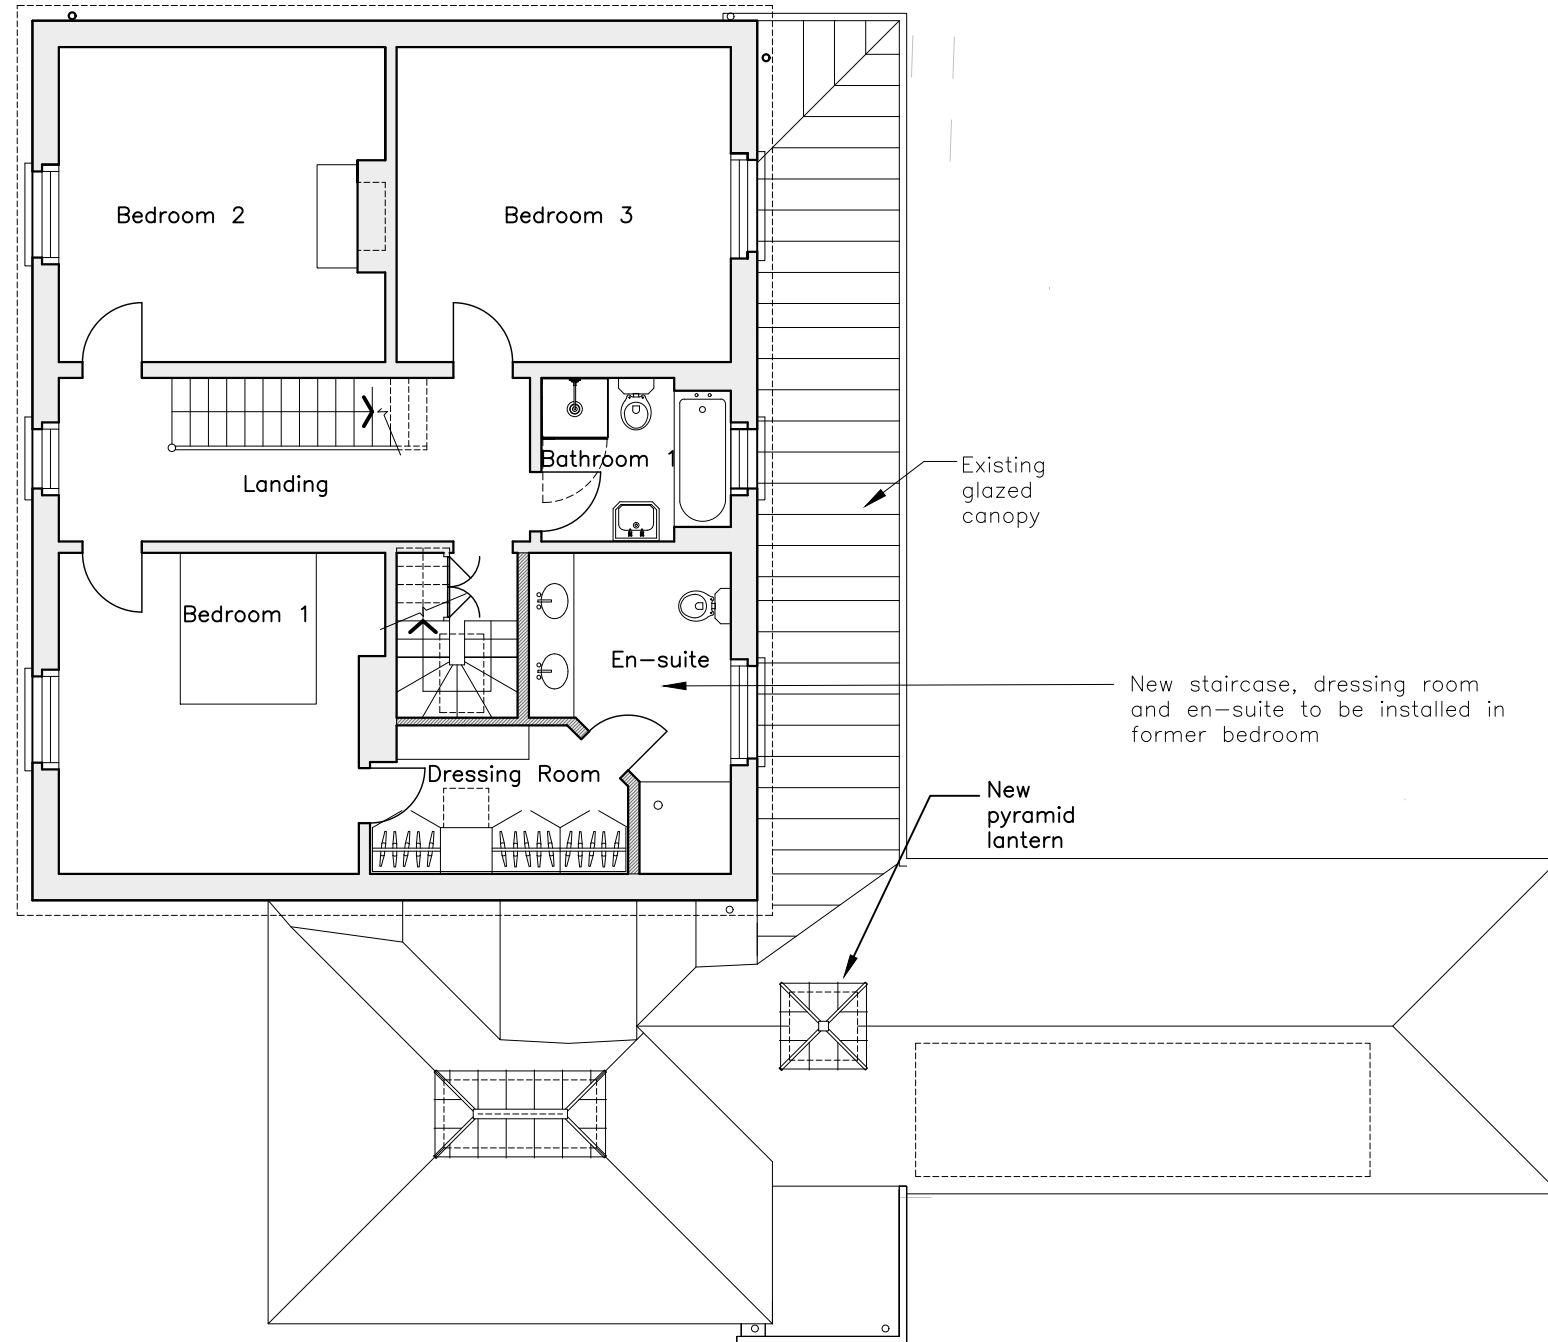 Bedroom 2
Bedroom 3
Bathroom 1
Landing
Existing
glazed
canopy
Bedroom 1
En-suite
New staircase, dressing room
and en-suite to be installed in
former bedroom
Dressing Room
New
pyramid
lantern